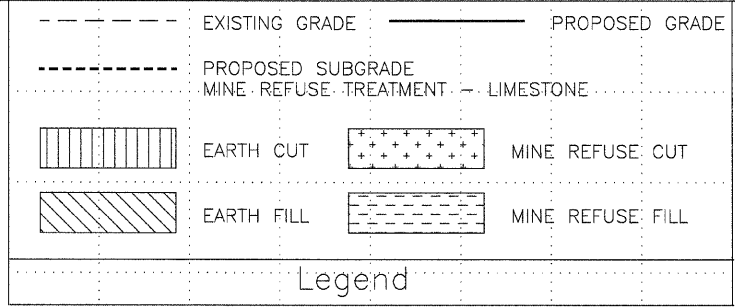 EXISTING GRADE
PROPOSED GRADE
PROPOSED SUBGRADE
MINE REFUSE TREATMENT - LIMESTONE
EARTH CUT
MINE REFUSE CUT
EARTH FILL
MINE REFUSE FILL
Legend